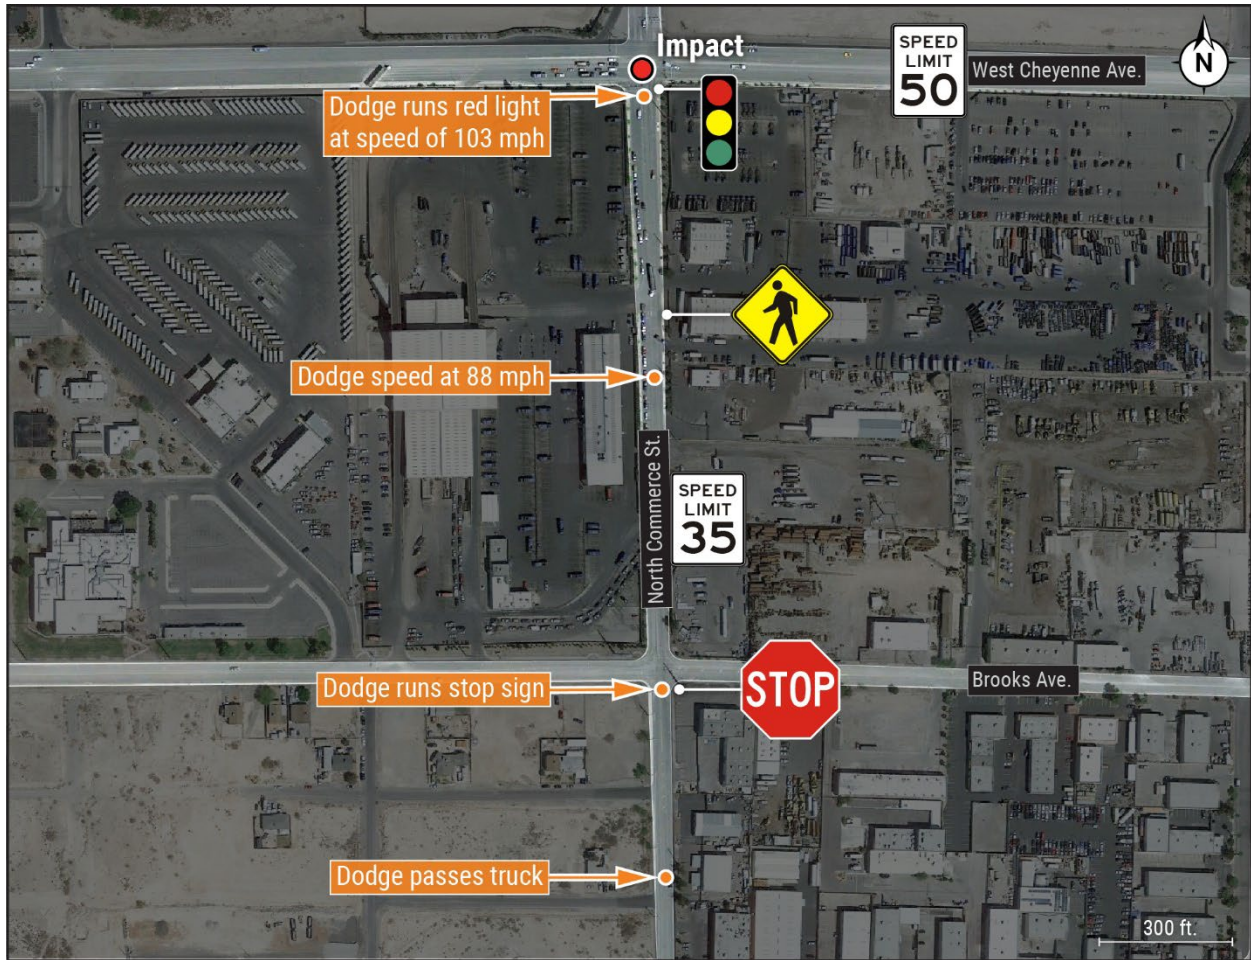 Impact
SPEED
LIMIT
50
West Cheyenne Ave.
N
Dodge runs red light
at speed of 103 mph
Dodge speed at 88 mph
North Commerce St.
SPEED
LIMIT
35
Dodge runs stop sign
STOP
Brooks Ave.
Dodge passes truck
300 ft.